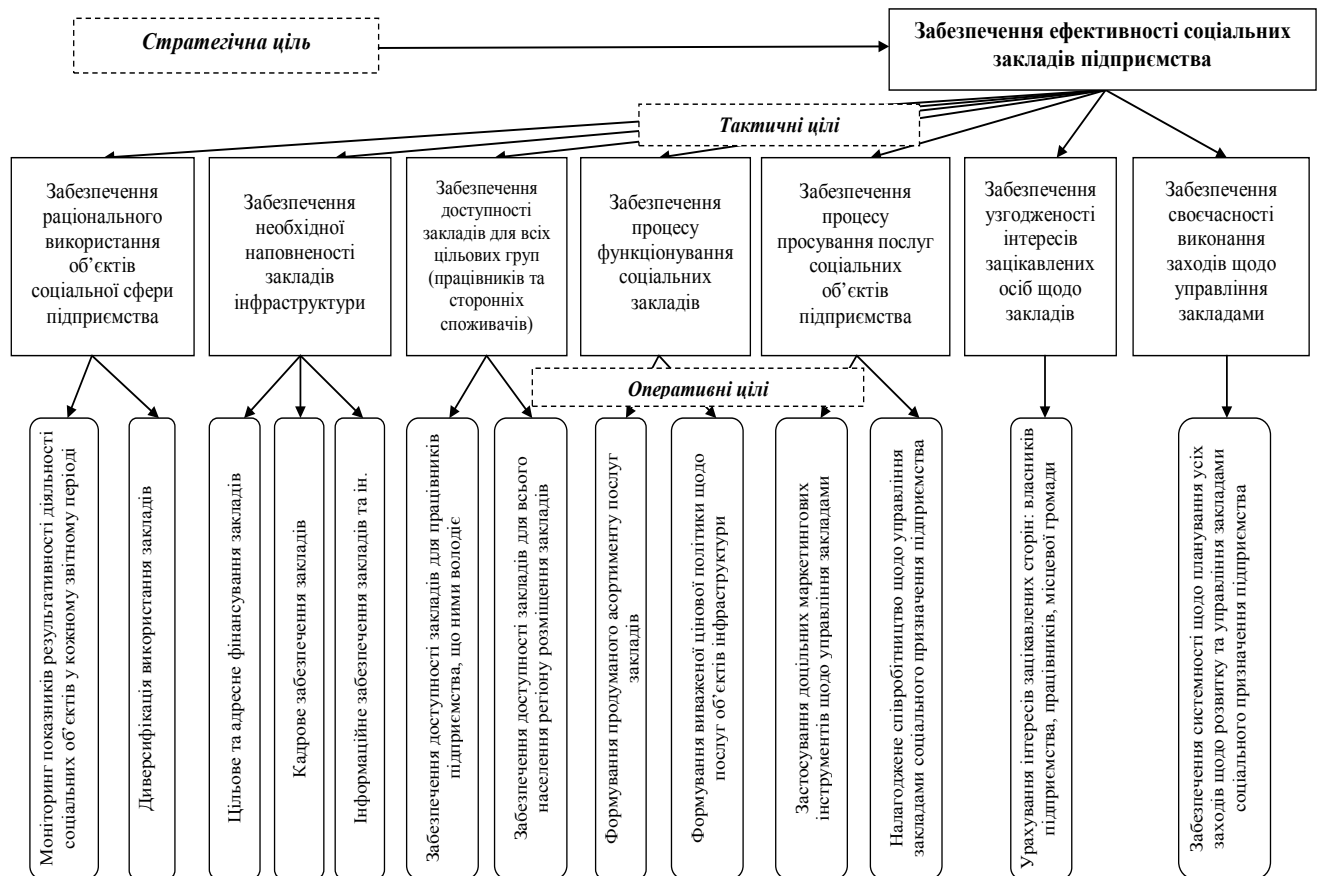 Стратегічна ціль
Забезпечення ефективності соціальних
закладів підприємства
Тактичні цілі
Забезпечення
раціонального
використання
об’єктів
соціальної сфери
підприємства
Забезпечення
необхідної
наповненості
закладів
інфраструктури
Забезпечення
доступності
закладів для всіх
цільових груп
(працівників та
сторонніх
споживачів)
Забезпечення
процесу
функціонування
соціальних
закладів
Забезпечення
процесу
просування послуг
соціальних
об’єктів
підприємства
Забезпечення
узгодженості
інтересів
зацікавлених
осіб щодо
закладів
Забезпечення
своєчасності
виконання
заходів щодо
управління
закладами
Оперативні цілі
Моніторинг показників результативності діяльності
соціальних об’єктів у кожному звітному періоді
Диверсифікація використання закладів
Цільове та адресне фінансування закладів
Кадрове забезпечення закладів
Інформаційне забезпечення закладів та ін.
Забезпечення доступності закладів для працівників
підприємства, що ними володіє
Забезпечення доступності закладів для всього
населення регіону розміщення закладів
Формування продуманого асортименту послуг
закладів
Формування виваженої цінової політики щодо
послуг об’єктів інфраструктури
Застосування доцільних маркетингових
інструментів щодо управління закладами
Налагоджене співробітництво щодо управління
закладами соціального призначення підприємства
Урахування інтересів зацікавлених сторін: власників
підприємства, працівників, місцевої громади
Забезпечення системності щодо планування усіх
заходів щодо розвитку та управління закладами
соціального призначення підприємства